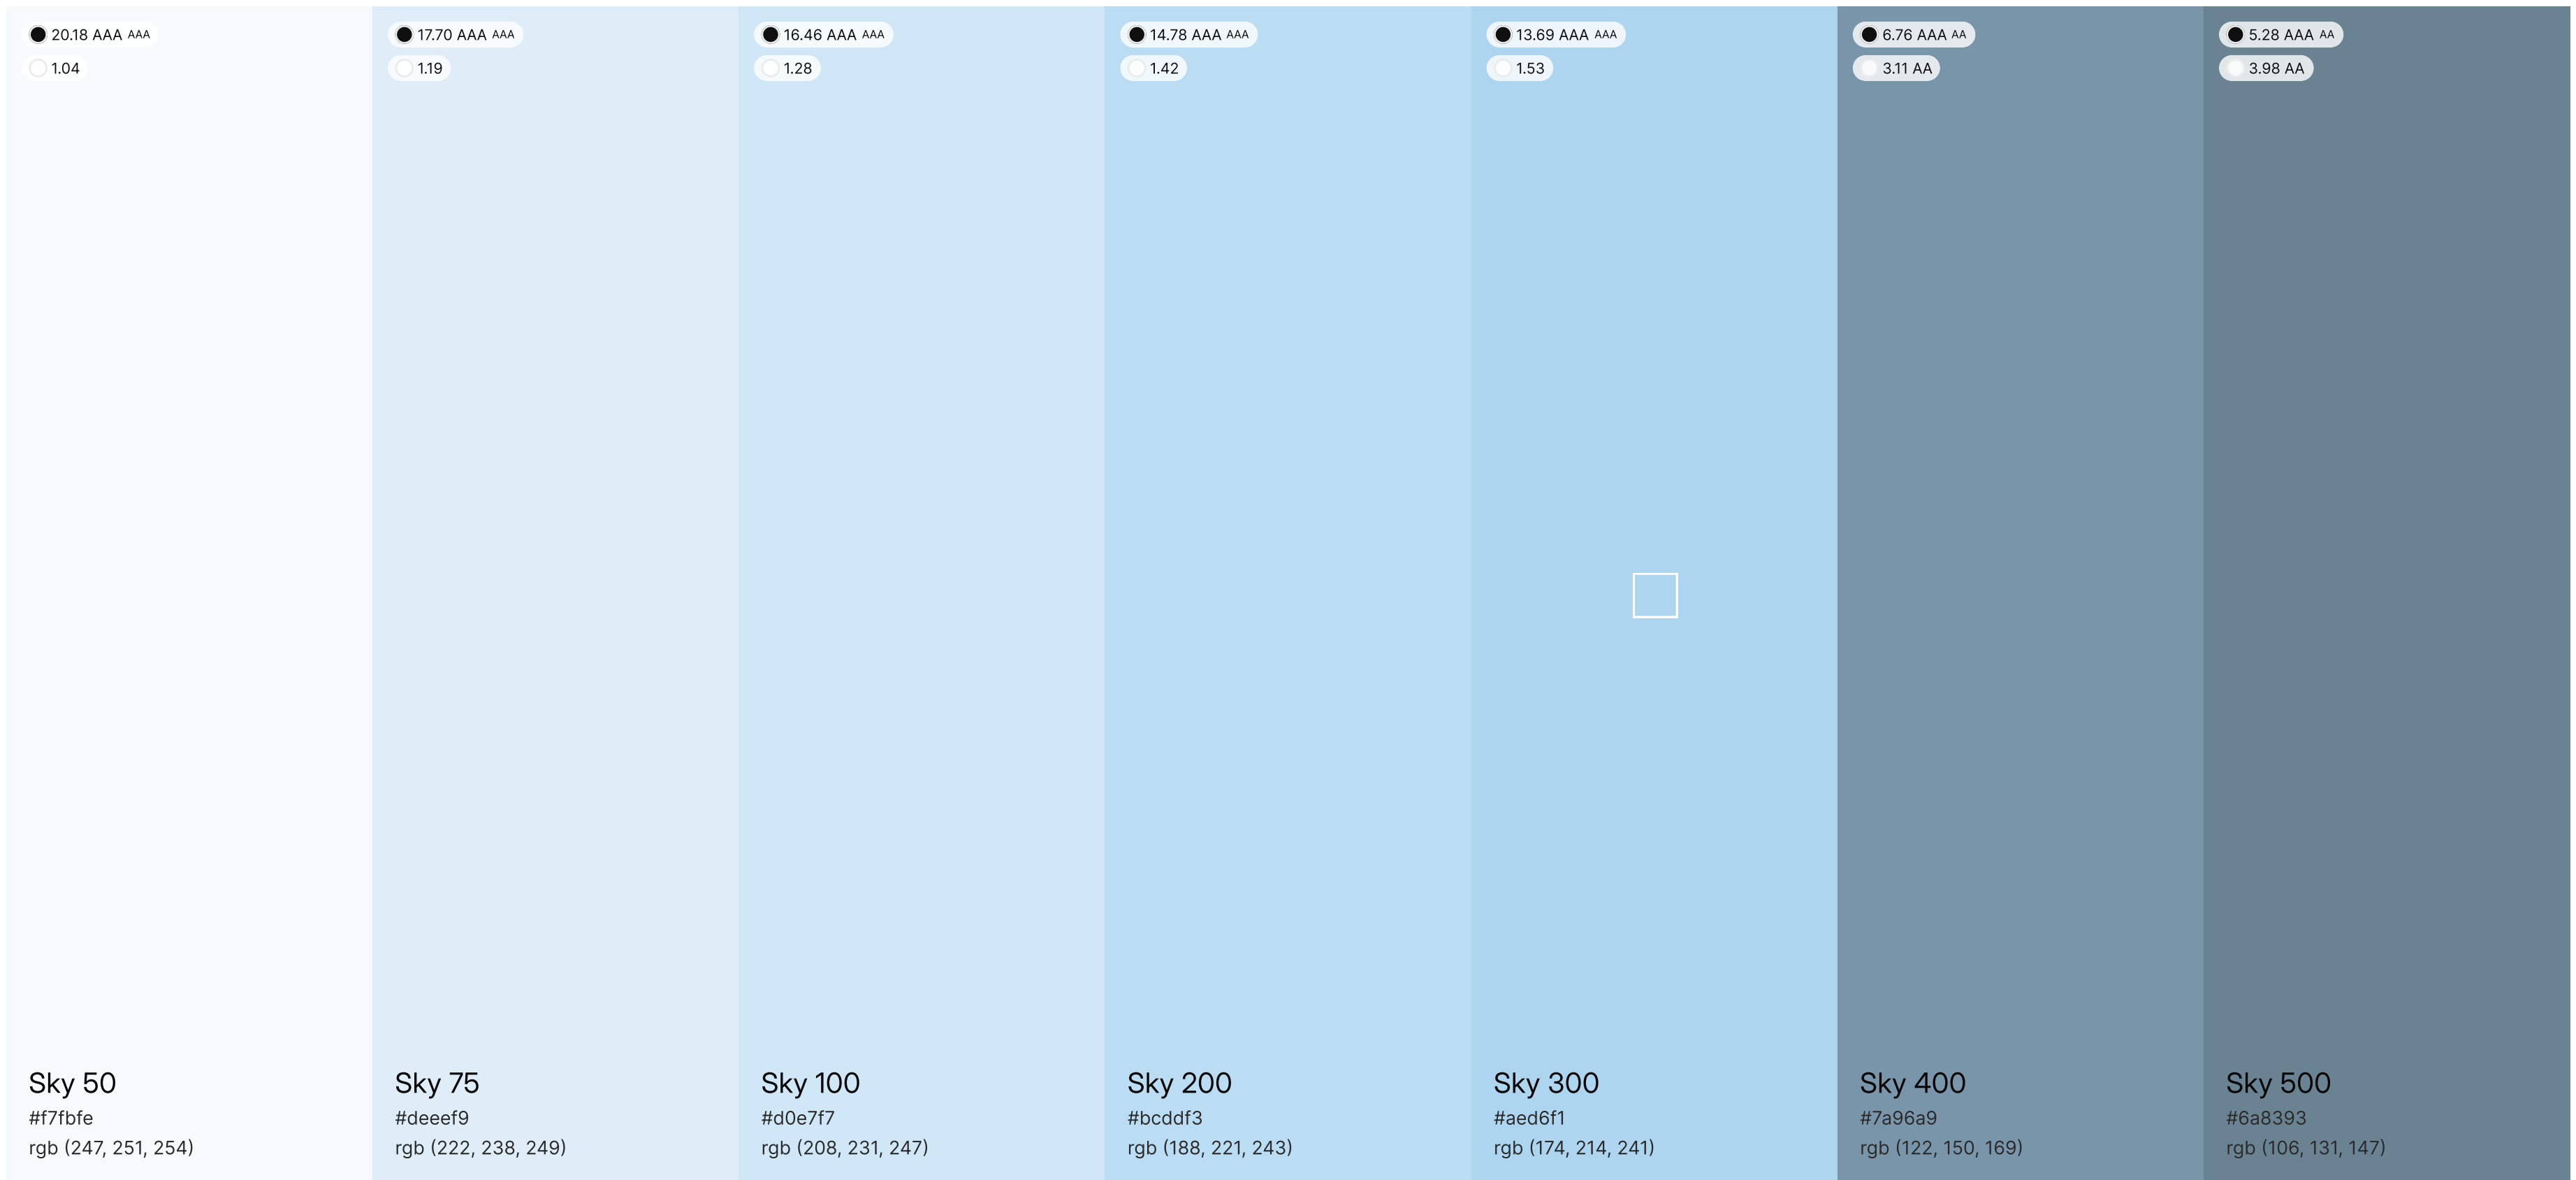 20.18 AAA AAA
1.04
Sky 50
#f7fbfe
rgb (247, 251, 254)
17.70 AAA AAA
1.19
Sky 75
#deeef9
rgb (222, 238, 249)
16.46 AAA AAA
1.28
Sky 100
#d0e7f7
rgb (208, 231, 247)
14.78 AAA AAA
1.42
Sky 200
#bcddf3
rgb (188, 221, 243)
13.69 AAA AAA
1.53
Sky 300
#aed6f1
rgb (174, 214, 241)
6.76 AAA AA
3.11 AA
Sky 400
#7a96a9
rgb (122, 150, 169)
5.28 AAA AA
3.98 AA
Sky 500
#6a8393
rgb (106, 131, 147)